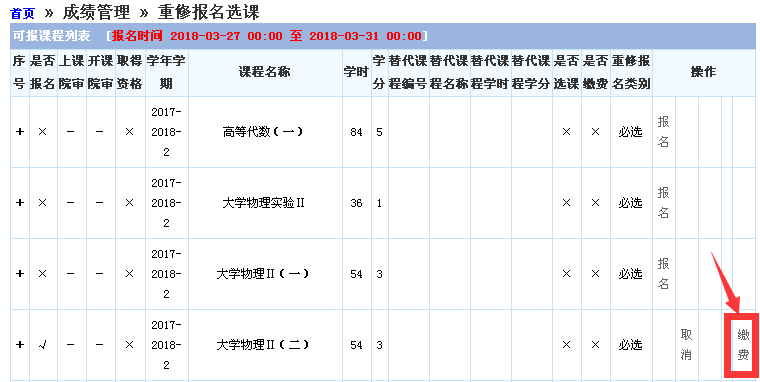 首页 » 成绩管理 » 重修报名选课
可报课程列表 [报名时间 2018-03-27 00:00 至 2018-03-31 00:00]
序号 是否报名 上课院审 开课院审 取得资格 学年学期 课程名称 学时 学分 替代课程编号 替代课程名称 替代课程学时 替代课程学分 是否选课 是否缴费 重修报名类别 操作
+ × - - × 2017-2018-2 高等代数(一) 84 5 × × 必选 报名
+ × - - × 2017-2018-2 大学物理实验Ⅱ 36 1 × × 必选 报名
+ × - - × 2017-2018-2 大学物理Ⅱ(一) 54 3 × × 必选 报名
+ √ - - × 2017-2018-2 大学物理Ⅱ(二) 54 3 × × 必选 取消 缴费